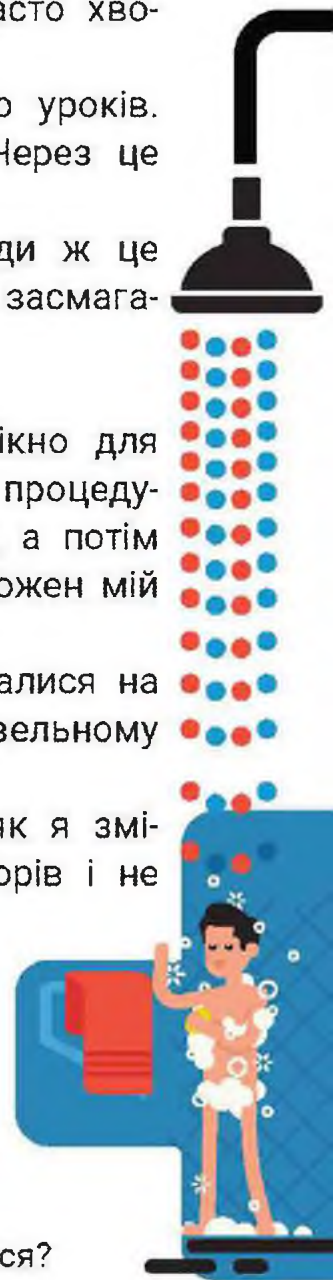 асто хво-
о уроків.
Через це
ди ж це
засмага-
ікно для
процеду-
а потім
ожен мій
алися на
зельному
як я змі-
орів і не
ся?